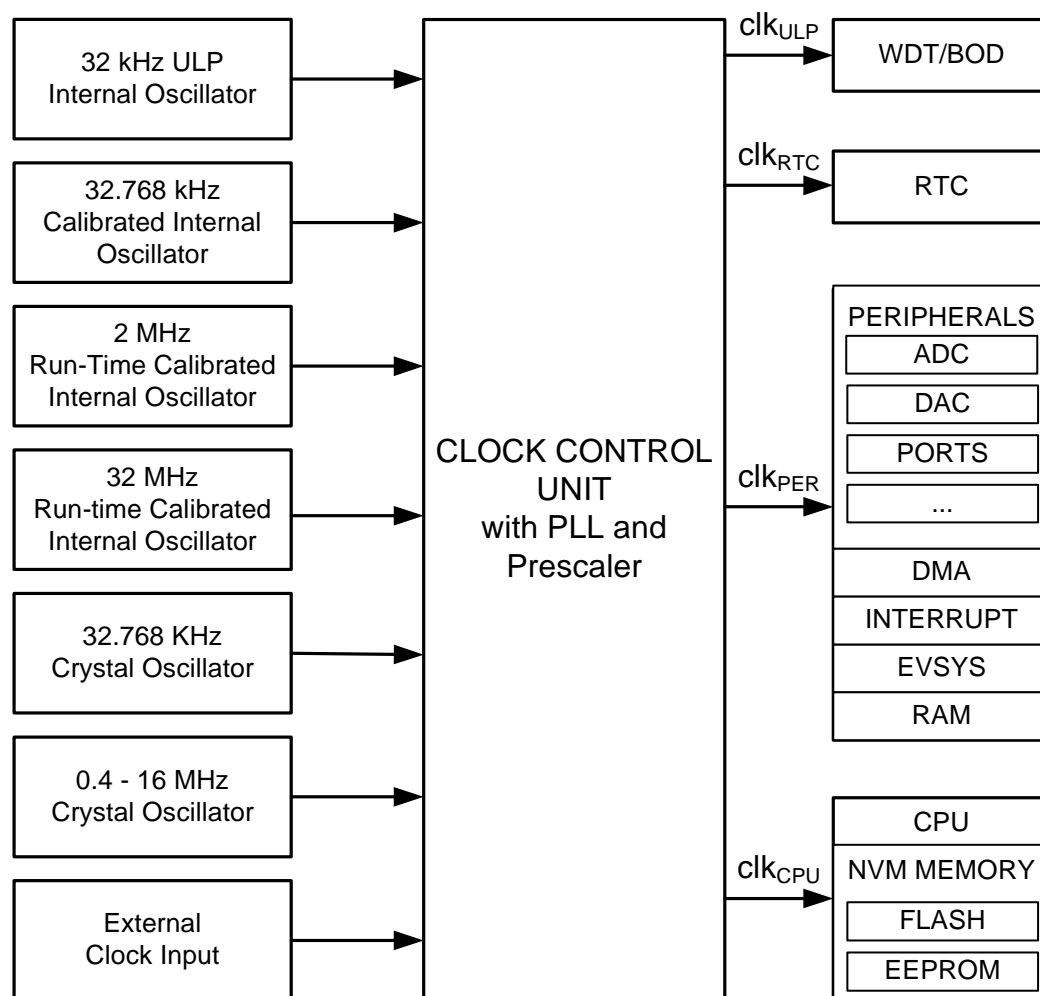 32 kHz ULP
Internal Oscillator
32.768 kHz
Calibrated Internal
Oscillator
2 MHz
Run-Time Calibrated
Internal Oscillator
32 MHz
Run-time Calibrated
Internal Oscillator
32.768 KHz
Crystal Oscillator
0.4 - 16 MHz
Crystal Oscillator
External
Clock Input
CLOCK CONTROL
UNIT
with PLL and
Prescaler
clkULP
WDT/BOD
clkRTC
RTC
clkPER
PERIPHERALS
ADC
DAC
PORTS
...
DMA
INTERRUPT
EVSYS
RAM
clkCPU
CPU
NVM MEMORY
FLASH
EEPROM